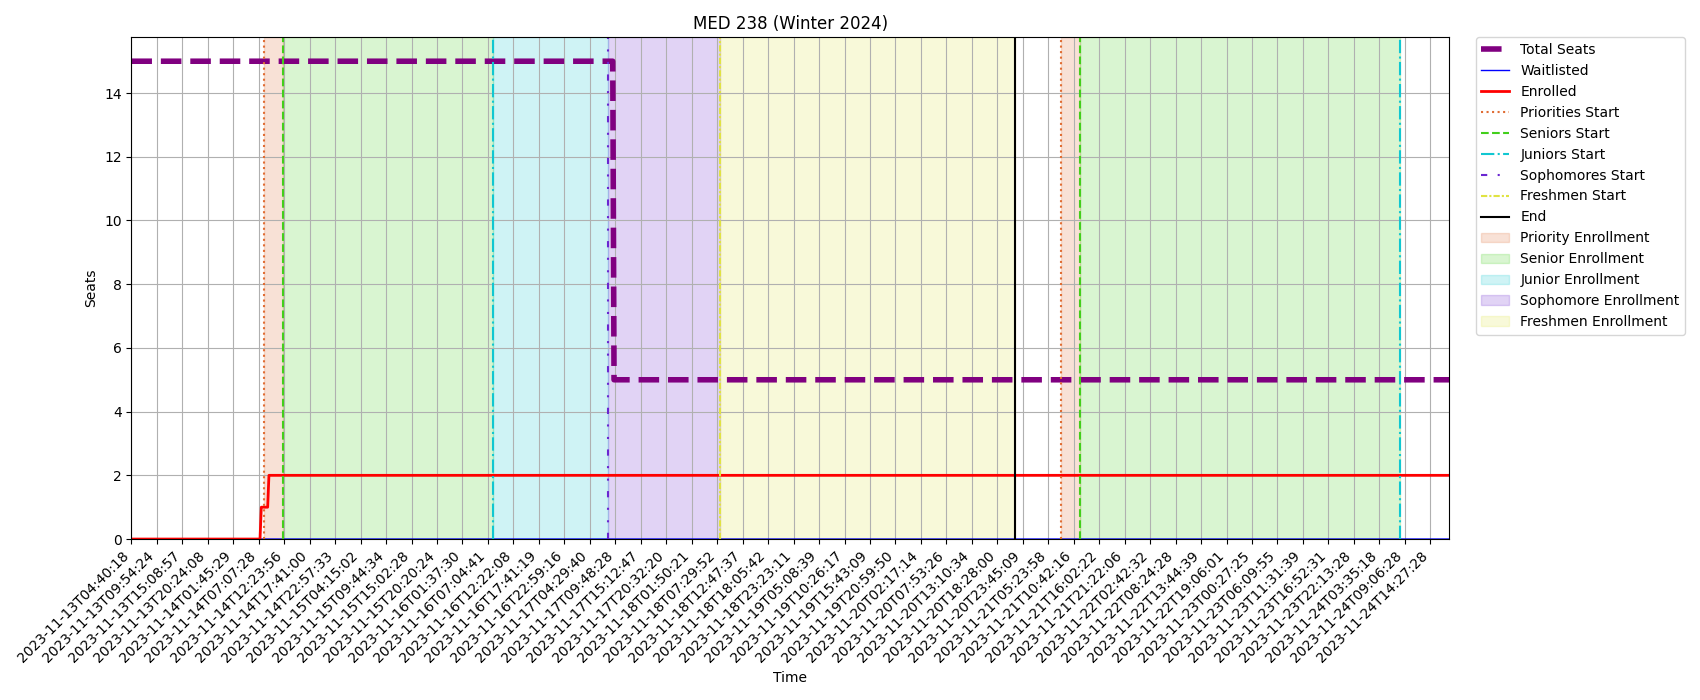 MED 238 (Winter 2024)
Seats
14
12
10
8
6
4
2
0
2023-11-13T04:40:18
2023-11-13T09:54:24
2023-11-13T15:08:57
2023-11-13T20:24:08
2023-11-14T01:45:29
2023-11-14T07:07:28
2023-11-14T12:23:56
2023-11-14T17:41:00
2023-11-14T22:57:33
2023-11-15T04:15:02
2023-11-15T09:44:34
2023-11-15T15:02:28
2023-11-15T20:20:24
2023-11-16T01:37:30
2023-11-16T07:04:41
2023-11-16T12:22:08
2023-11-16T17:41:19
2023-11-16T22:59:16
2023-11-17T04:29:40
2023-11-17T09:48:28
2023-11-17T15:12:47
2023-11-17T20:32:20
2023-11-18T01:50:21
2023-11-18T07:29:52
2023-11-18T12:47:37
2023-11-18T18:05:42
2023-11-18T23:23:11
2023-11-19T05:08:39
2023-11-19T10:26:17
2023-11-19T15:43:09
2023-11-19T20:59:50
2023-11-20T02:17:14
2023-11-20T07:53:26
2023-11-20T13:10:34
2023-11-20T18:28:00
2023-11-20T23:45:09
2023-11-21T05:23:58
2023-11-21T10:42:16
2023-11-21T16:02:22
2023-11-21T21:22:06
2023-11-22T02:42:32
2023-11-22T08:24:28
2023-11-22T13:44:39
2023-11-22T19:06:01
2023-11-23T00:27:25
2023-11-23T06:09:55
2023-11-23T11:31:39
2023-11-23T16:52:31
2023-11-23T22:13:28
2023-11-24T03:35:18
2023-11-24T09:06:28
2023-11-24T14:27:28
Time
Total Seats
Waitlisted
Enrolled
Priorities Start
Seniors Start
Juniors Start
Sophomores Start
Freshmen Start
End
Priority Enrollment
Senior Enrollment
Junior Enrollment
Sophomore Enrollment
Freshmen Enrollment